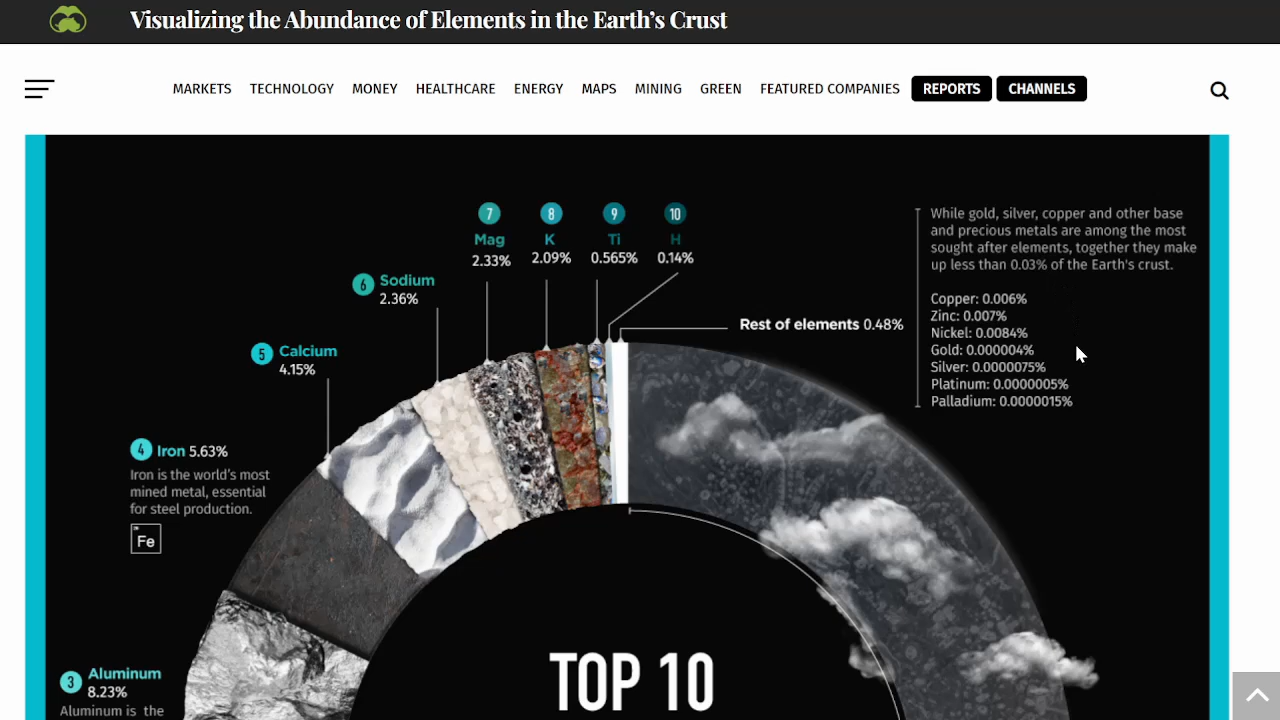 Visualizing the Abundance of Elements in the Earth's Crust
MARKETS TECHNOLOGY MONEY HEALTHCARE ENERGY MAPS MINING GREEN FEATURED COMPANIES REPORTS CHANNELS
7
Mag
2.33%
8
K
2.09%
9
Ti
0.565%
10
H
0.14%
While gold, silver, copper and other base
and precious metals are among the most
sought after elements, together they make
up less than 0.03% of the Earth's crust.
Copper: 0.006%
Zinc: 0.007%
Nickel: 0.0084%
Gold: 0.000004%
Silver: 0.0000075%
Platinum: 0.0000005%
Palladium: 0.0000015%
6 Sodium
2.36%
Rest of elements 0.48%
5 Calcium
4.15%
4 Iron 5.63%
Iron is the world's most
mined metal, essential
for steel production.
Fe
3 Aluminum
8.23%
Aluminum is the
TOP 10